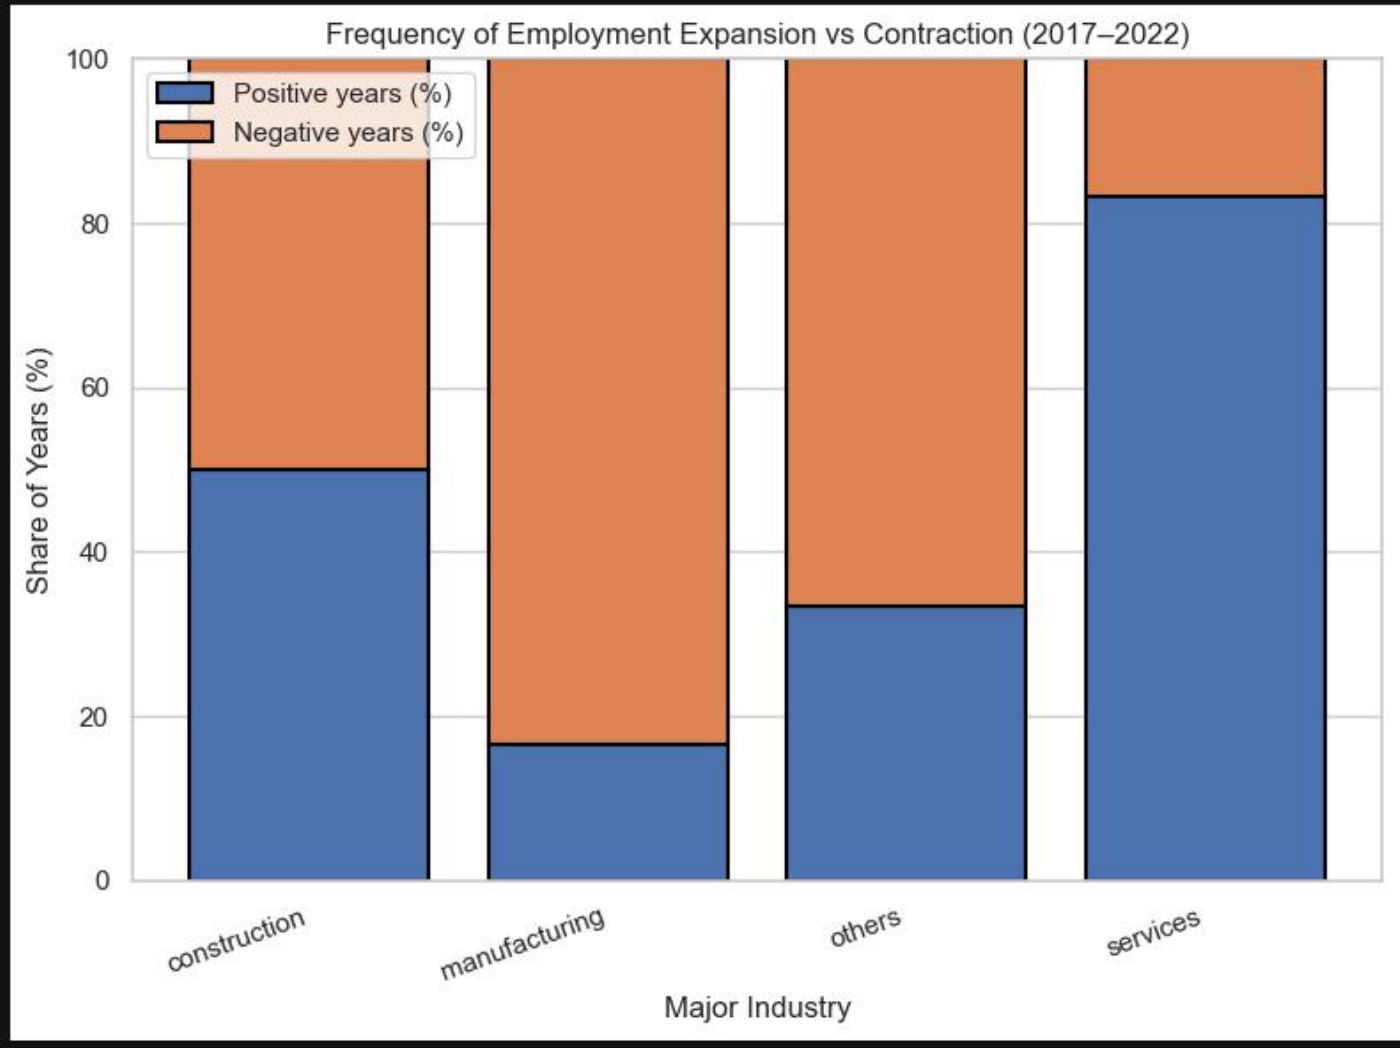 Frequency of Employment Expansion vs Contraction (2017–2022)
Positive years (%)
Negative years (%)
100
80
60
40
20
0
Share of Years (%)
construction
manufacturing
others
services
Major Industry